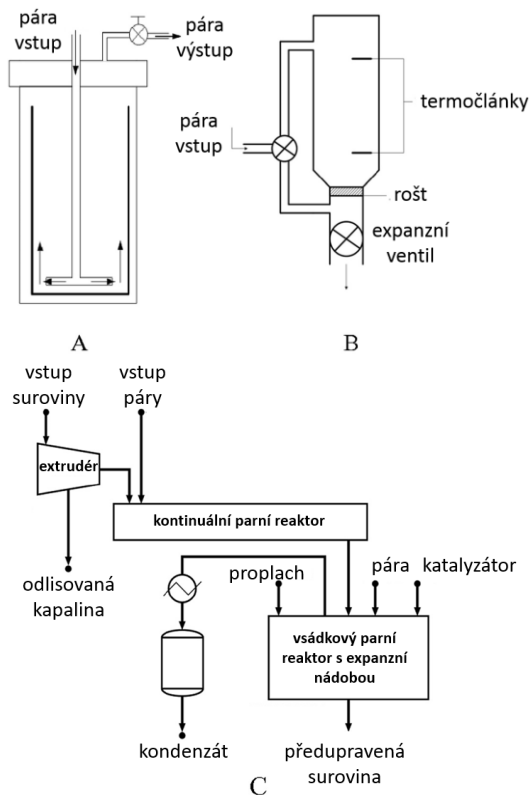 pára
vstup
pára
výstup
A
pára
vstup
termočlánky
rošt
expanzní
ventil
B
vstup
suroviny
vstup
páry
extrudér
kontinuální parní reaktor
odlisovaná
kapalina
proplach
pára
katalyzátor
vsádkový parní
reaktor s expanzní
nádobou
kondenzát
předupravená
surovina
C